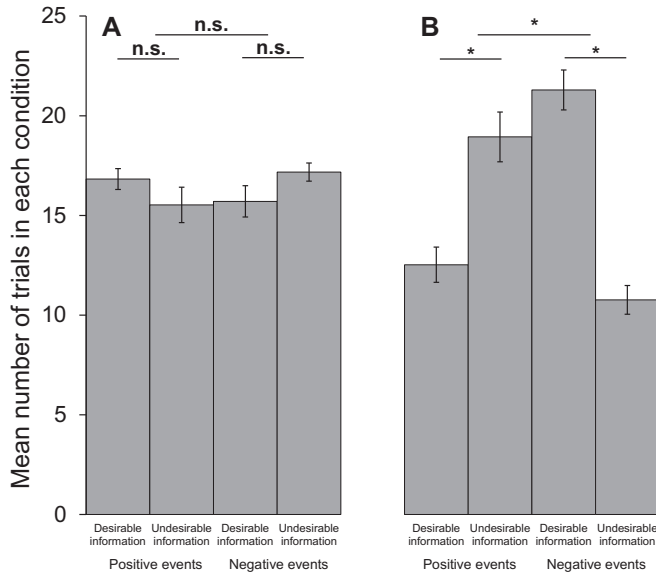 Mean number of trials in each condition
25
20
15
10
5
0
A
n.s.
n.s.
n.s.
B
*
*
*
Desirable information
Undesirable information
Desirable information
Undesirable information
Positive events
Negative events
Desirable information
Undesirable information
Desirable information
Undesirable information
Positive events
Negative events